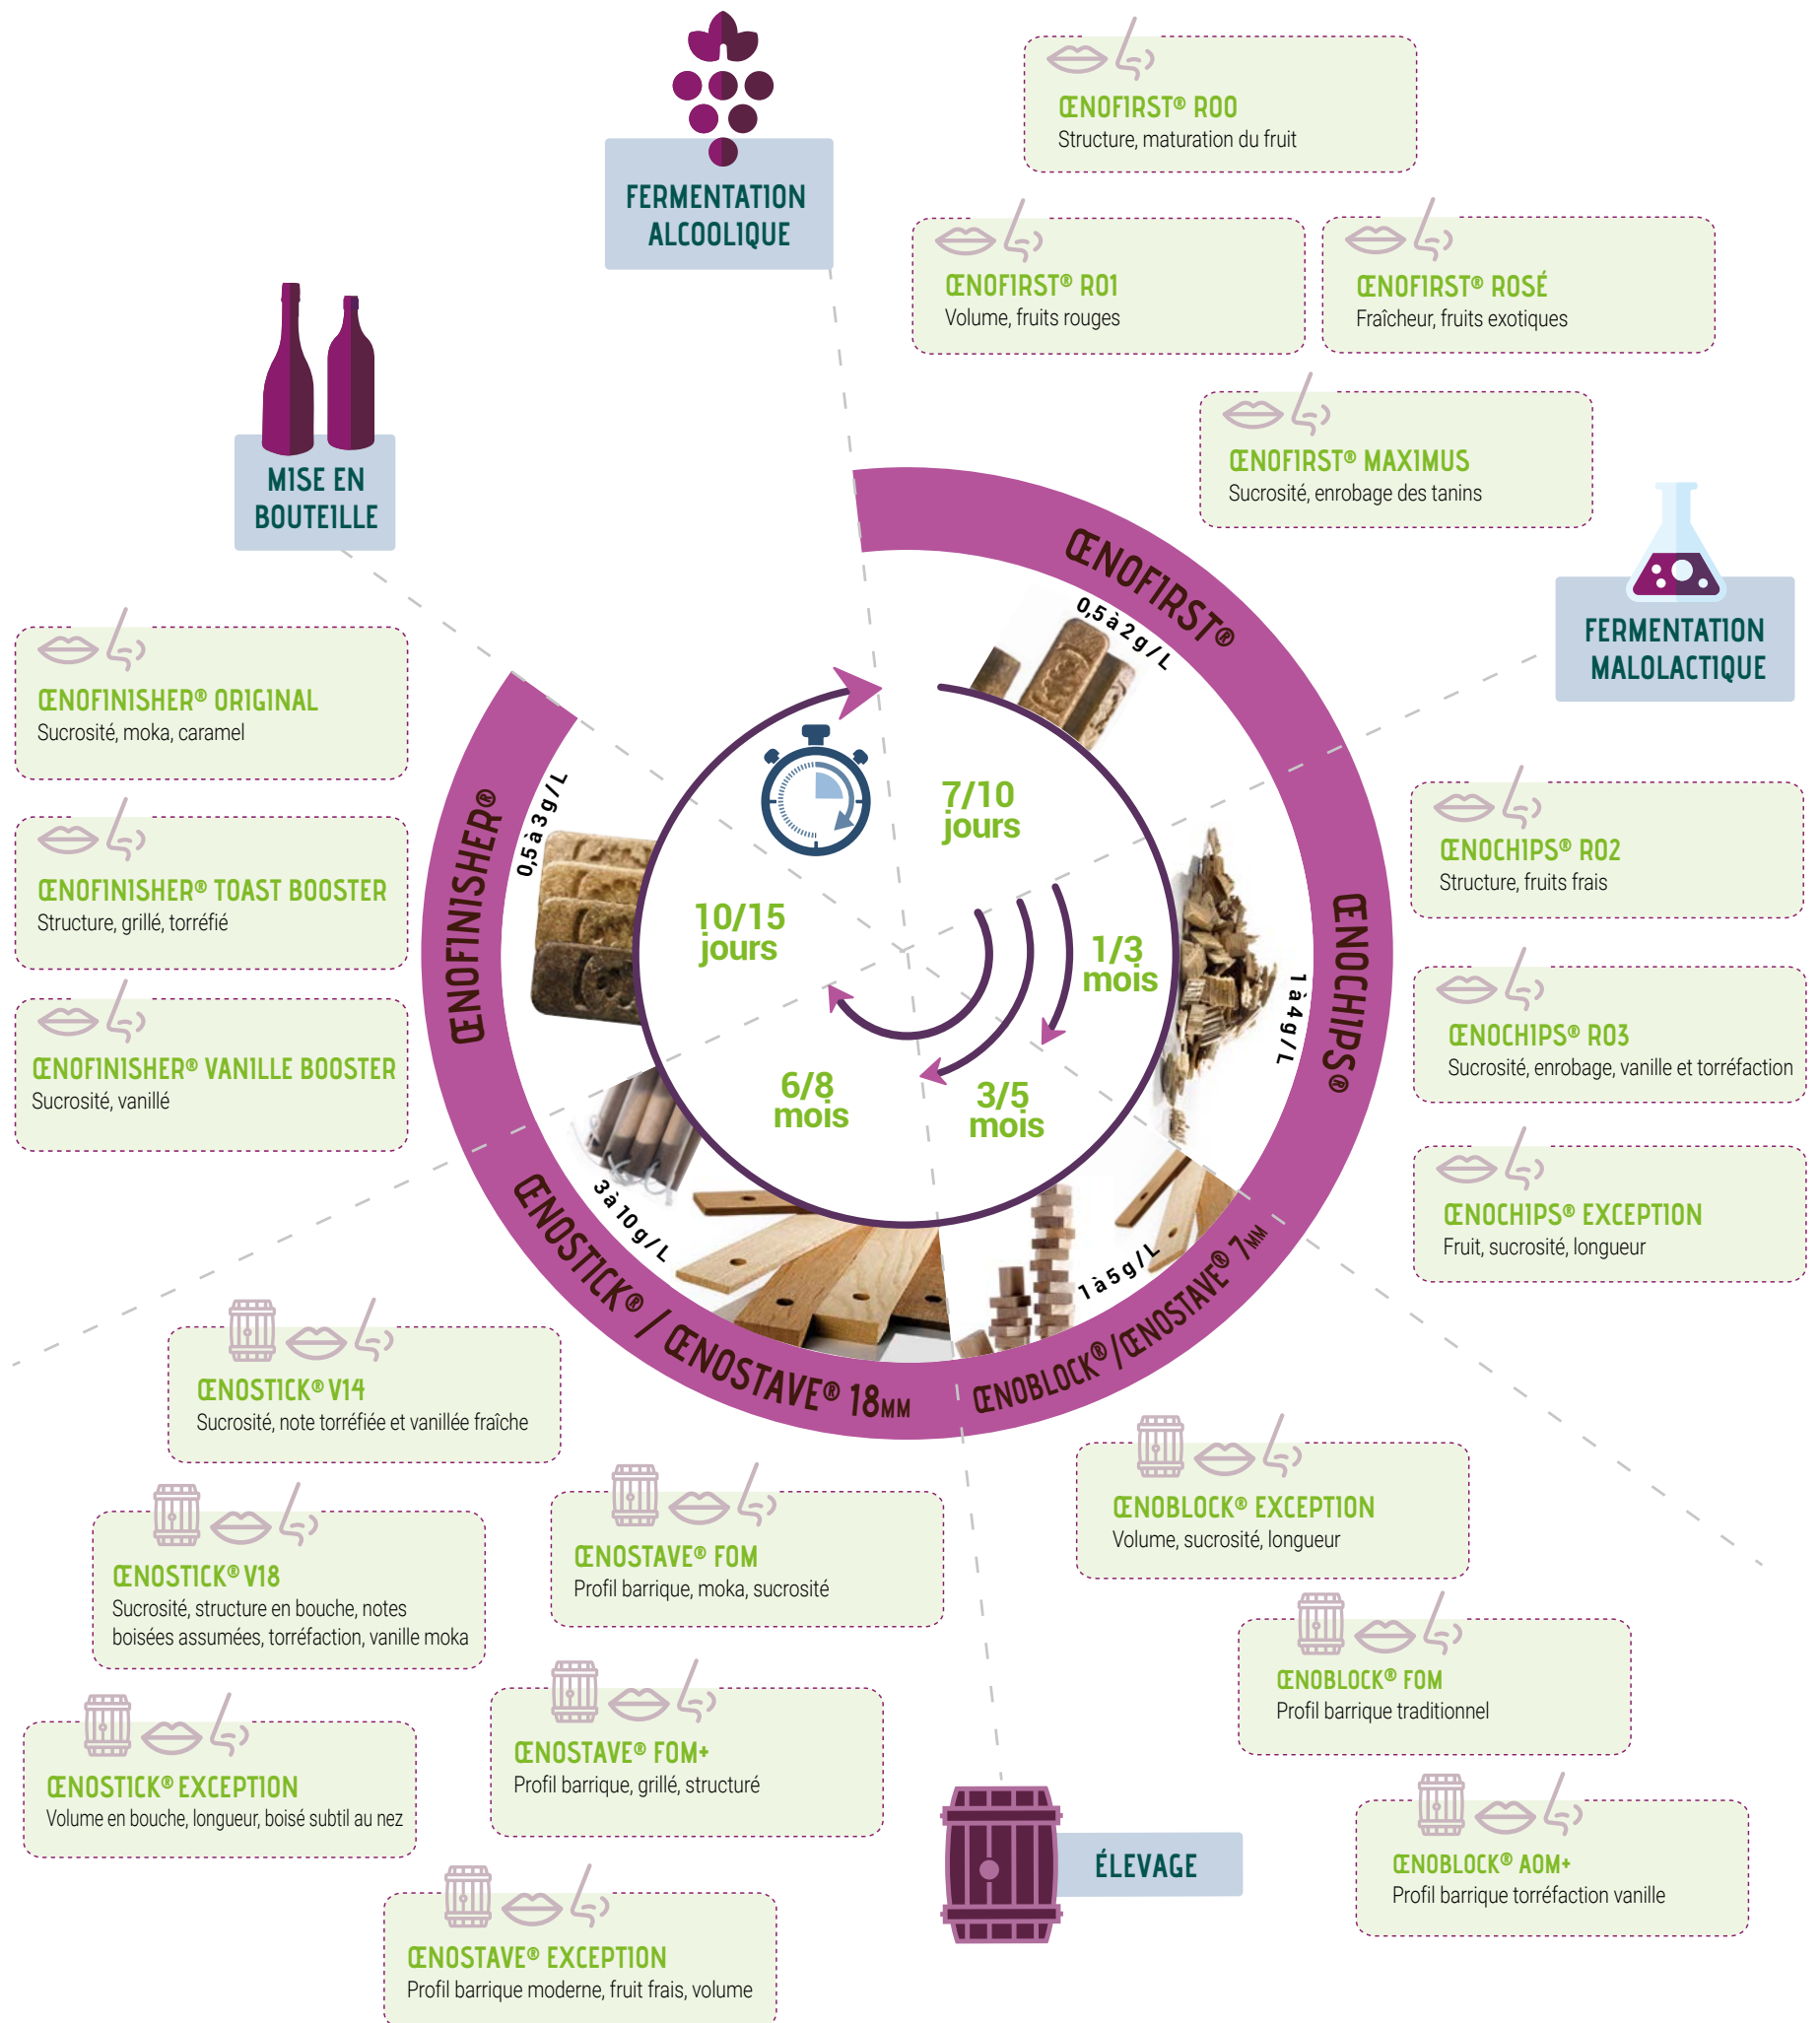 FERMENTATION
ALCOOLIQUE
ŒNOFIRST® R00
Structure, maturation du fruit
ŒNOFIRST® R01
Volume, fruits rouges
ŒNOFIRST® ROSÉ
Fraîcheur, fruits exotiques
ŒNOFIRST® MAXIMUS
Sucrosité, enrobage des tanins
MISE EN
BOUTEILLE
FERMENTATION
MALOLACTIQUE
ŒNOFIRST®
0,5 à 2 g / L
ŒNOFINISHER® ORIGINAL
Sucrosité, moka, caramel
ŒNOFINISHER® TOAST BOOSTER
Structure, grillé, torréfié
ŒNOFINISHER® VANILLE BOOSTER
Sucrosité, vanillé
ŒNOFINISHER®
0,5 à 3 g / L
7/10
jours
10/15
jours
1/3
mois
6/8
mois
3/5
mois
ŒNOCHIPS®
1 à 4 g / L
ŒNOCHIPS® R02
Structure, fruits frais
ŒNOCHIPS® R03
Sucrosité, enrobage, vanille et torréfaction
ŒNOCHIPS® EXCEPTION
Fruit, sucrosité, longueur
3 à 10 g / L
ŒNOSTICK® / ŒNOSTAVE® 18MM
1 à 5 g / L
ŒNOBLOCK®/ŒNOSTAVE® 7MM
ŒNOSTICK® V14
Sucrosité, note torréfiée et vanillée fraîche
ŒNOSTICK® V18
Sucrosité, structure en bouche, notes
boisées assumées, torréfaction, vanille moka
ŒNOSTICK® EXCEPTION
Volume en bouche, longueur, boisé subtil au nez
ŒNOSTAVE® FOM
Profil barrique, moka, sucrosité
ŒNOSTAVE® FOM+
Profil barrique, grillé, structuré
ŒNOSTAVE® EXCEPTION
Profil barrique moderne, fruit frais, volume
ŒNOBLOCK® EXCEPTION
Volume, sucrosité, longueur
ŒNOBLOCK® FOM
Profil barrique traditionnel
ŒNOBLOCK® AOM+
Profil barrique torréfaction vanille
ÉLEVAGE